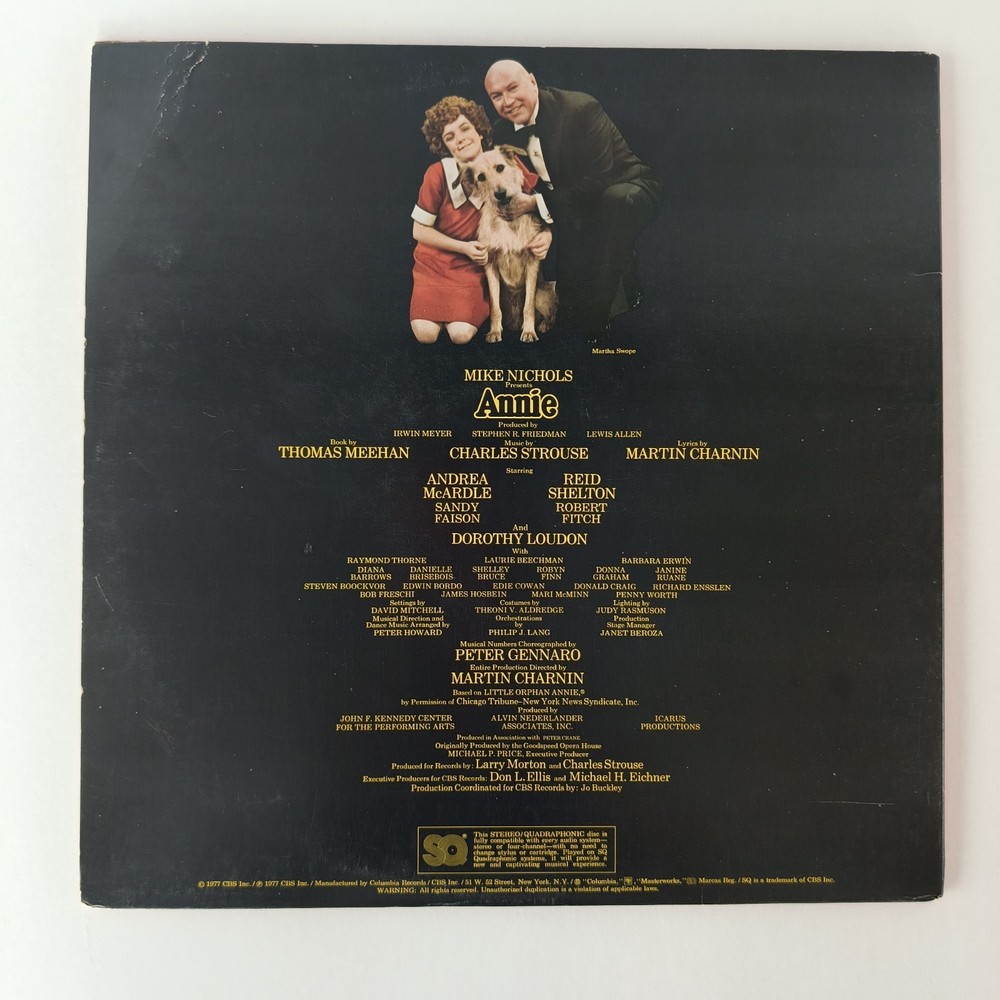 Martha Swope
MIKE NICHOLS
Presents
Annie
Produced by
IRWIN MEYER STEPHEN R. FRIEDMAN LEWIS ALLEN
Book by Music by Lyrics by
THOMAS MEEHAN CHARLES STROUSE MARTIN CHARNIN
Starring
ANDREA REID
McARDLE SHELTON
SANDY ROBERT
FAISON FITCH
And
DOROTHY LOUDON
With
RAYMOND THORNE LAURIE BEECHMAN BARBARA ERWIN
DIANA DANIELLE SHELLEY ROBYN DONNA JANINE
BARROWS BRISEBOIS BRUCE FINN GRAHAM RUANE
STEVEN BOOCKVOR EDWIN BORDO EDIE COWAN DONALD CRAIG RICHARD ENSSLEN
BOB FRESCHI JAMES HOSBEIN MARI McMINN PENNY WORTH
Settings by Costumes by Lighting by
DAVID MITCHELL THEONI V. ALDREDGE JUDY RASMUSON
Musical Direction and Orchestrations Production
Dance Music Arranged by by Stage Manager
PETER HOWARD PHILIP J. LANG JANET BEROZA
Musical Numbers Choreographed by
PETER GENNARO
Entire Production Directed by
MARTIN CHARNIN
Based on LITTLE ORPHAN ANNIE,®
by Permission of Chicago Tribune–New York News Syndicate, Inc.
Produced by
JOHN F. KENNEDY CENTER ALVIN NEDERLANDER ICARUS
FOR THE PERFORMING ARTS ASSOCIATES, INC. PRODUCTIONS
Produced in Association with PETER CRANE
Originally Produced by the Goodspeed Opera House
MICHAEL P. PRICE, Executive Producer
Produced for Records by: Larry Morton and Charles Strouse
Executive Producers for CBS Records: Don L. Ellis and Michael H. Eichner
Production Coordinated for CBS Records by: Jo Buckley
SQ®
This STEREO/QUADRAPHONIC disc is
fully compatible with every audio system—
stereo or four-channel—with no need to
change stylus or cartridge. Played on SQ
Quadraphonic systems, it will provide a
new and captivating musical experience.
© 1977 CBS Inc. / ℗ 1977 CBS Inc. / Manufactured by Columbia Records / CBS Inc. / 51 W. 52 Street, New York, N.Y. / ® "Columbia," "Masterworks," Marcas Reg. / SQ is a trademark of CBS Inc.
WARNING: All rights reserved. Unauthorized duplication is a violation of applicable laws.